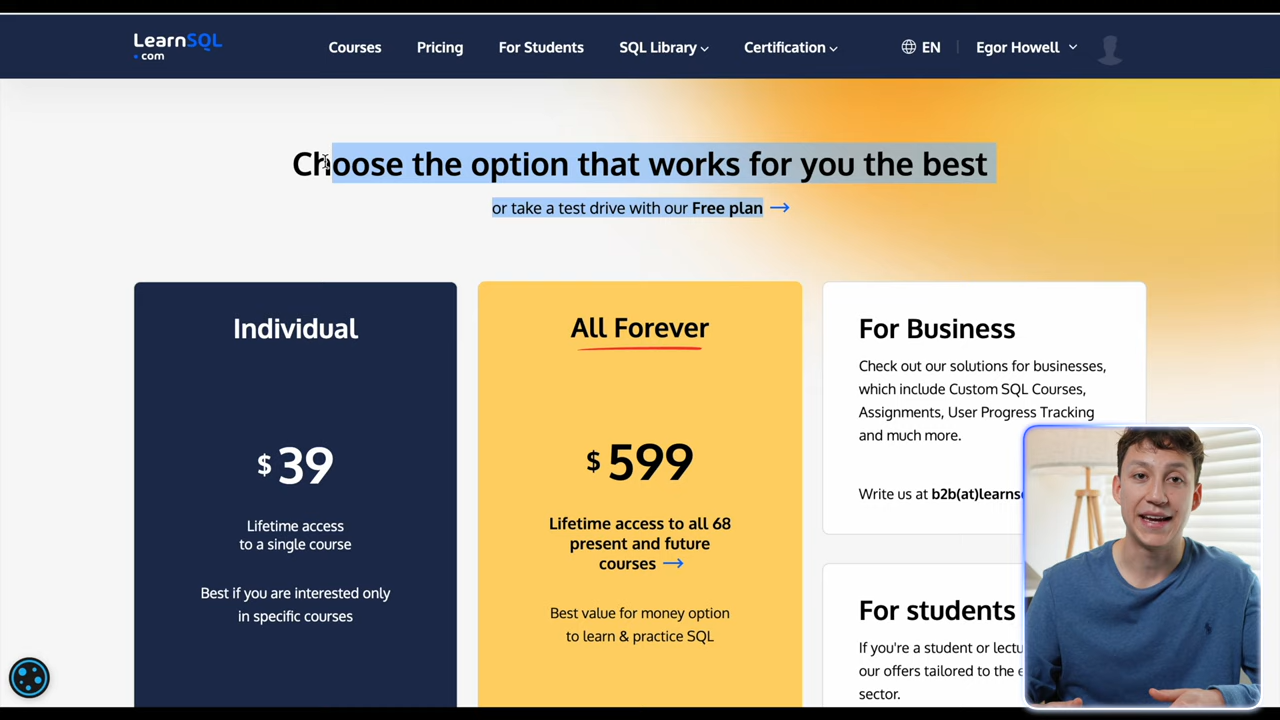 LearnSQL
.com
Courses
Pricing
For Students
SQL Library
Certification
EN
Egor Howell
Choose the option that works for you the best
or take a test drive with our Free plan →
Individual
$ 39
Lifetime access
to a single course
Best if you are interested only
in specific courses
All Forever
$ 599
Lifetime access to all 68
present and future
courses →
Best value for money option
to learn & practice SQL
For Business
Check out our solutions for businesses,
which include Custom SQL Courses,
Assignments, User Progress Tracking
and much more.
Write us at
For students
If you're a student or
our offers tailored to the
sector.